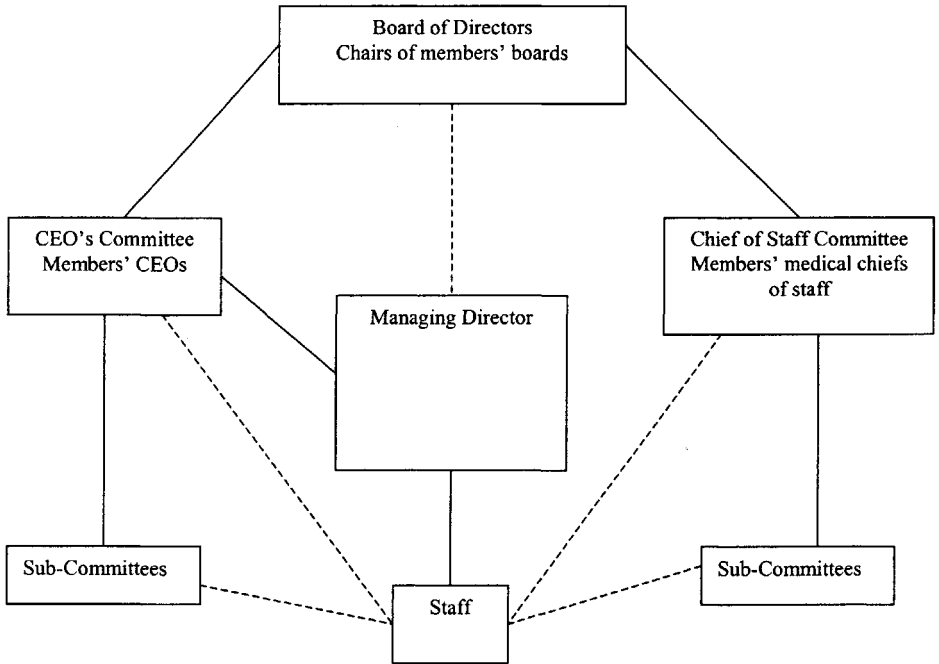 Board of Directors
Chairs of members’ boards
CEO’s Committee
Members’ CEOs
Chief of Staff Committee
Members’ medical chiefs
of staff
Managing Director
Sub-Committees
Sub-Committees
Staff